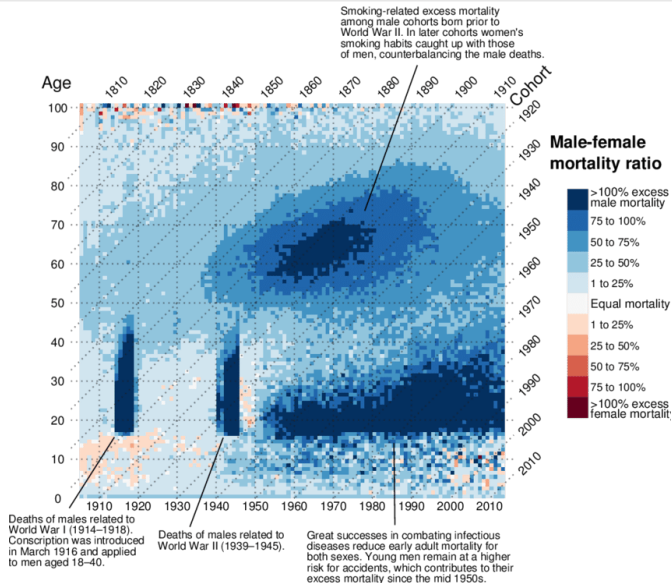 Smoking-related excess mortality
among male cohorts born prior to
World War II. In later cohorts women's
smoking habits caught up with those
of men, counterbalancing the male deaths.
Age
1810 1820 1830 1840 1850 1860 1870 1880 1890 1900 1910
Cohort
1920
1930
1940
1950
1960
1970
1980
1990
2000
2010
100
90
80
70
60
50
40
30
20
10
0
1910 1920 1930 1940 1950 1960 1970 1980 1990 2000 2010
Male-female
mortality ratio
>100% excess
male mortality
75 to 100%
50 to 75%
25 to 50%
1 to 25%
Equal mortality
1 to 25%
25 to 50%
50 to 75%
75 to 100%
>100% excess
female mortalit
Deaths of males related to
World War I (1914–1918).
Conscription was introduced
in March 1916 and applied
to men aged 18–40.
Deaths of males related to
World War II (1939–1945).
Great successes in combating infectious
diseases reduce early adult mortality for
both sexes. Young men remain at a higher
risk for accidents, which contributes to their
excess mortality since the mid 1950s.